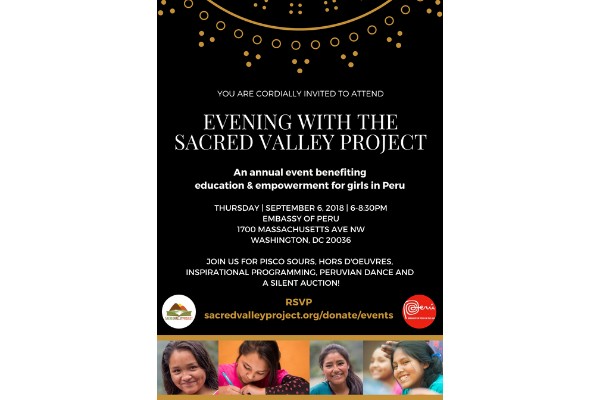 YOU ARE CORDIALLY INVITED TO ATTEND
EVENING WITH THE
SACRED VALLEY PROJECT
An annual event benefiting
education & empowerment for girls in Peru
THURSDAY | SEPTEMBER 6, 2018 | 6-8:30PM
EMBASSY OF PERU
1700 MASSACHUSETTS AVE NW
WASHINGTON, DC 20036
JOIN US FOR PISCO SOURS, HORS D'OEUVRES,
INSPIRATIONAL PROGRAMMING, PERUVIAN DANCE AND
A SILENT AUCTION!
RSVP
sacredvalleyproject.org/donate/events
Perú